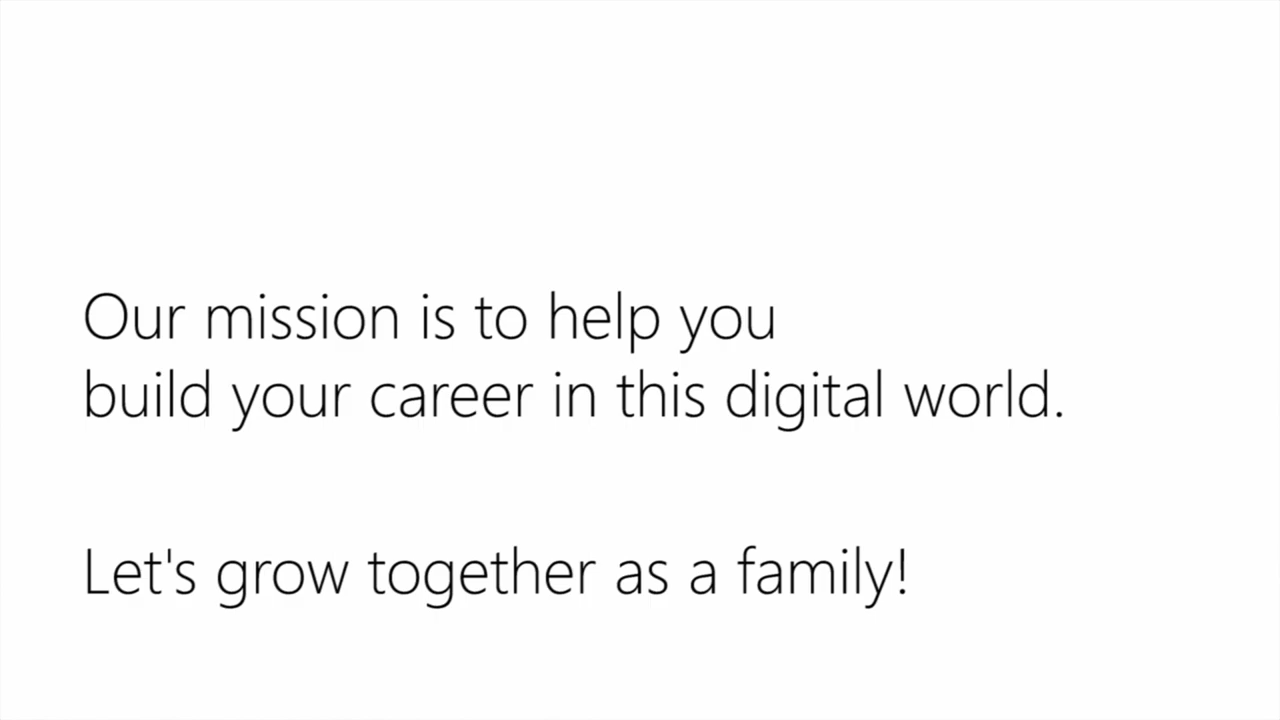 Our mission is to help you
build your career in this digital world.
Let's grow together as a family!